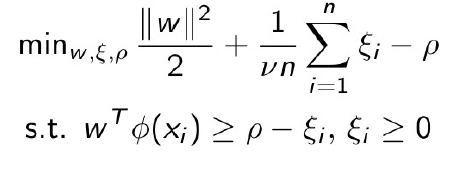 min_{w,ξ,ρ} ‖w‖²/2 + 1/(νn) ∑_{i=1}^{n} ξ_i − ρ
s.t. w^T ϕ(x_i) ≥ ρ − ξ_i, ξ_i ≥ 0